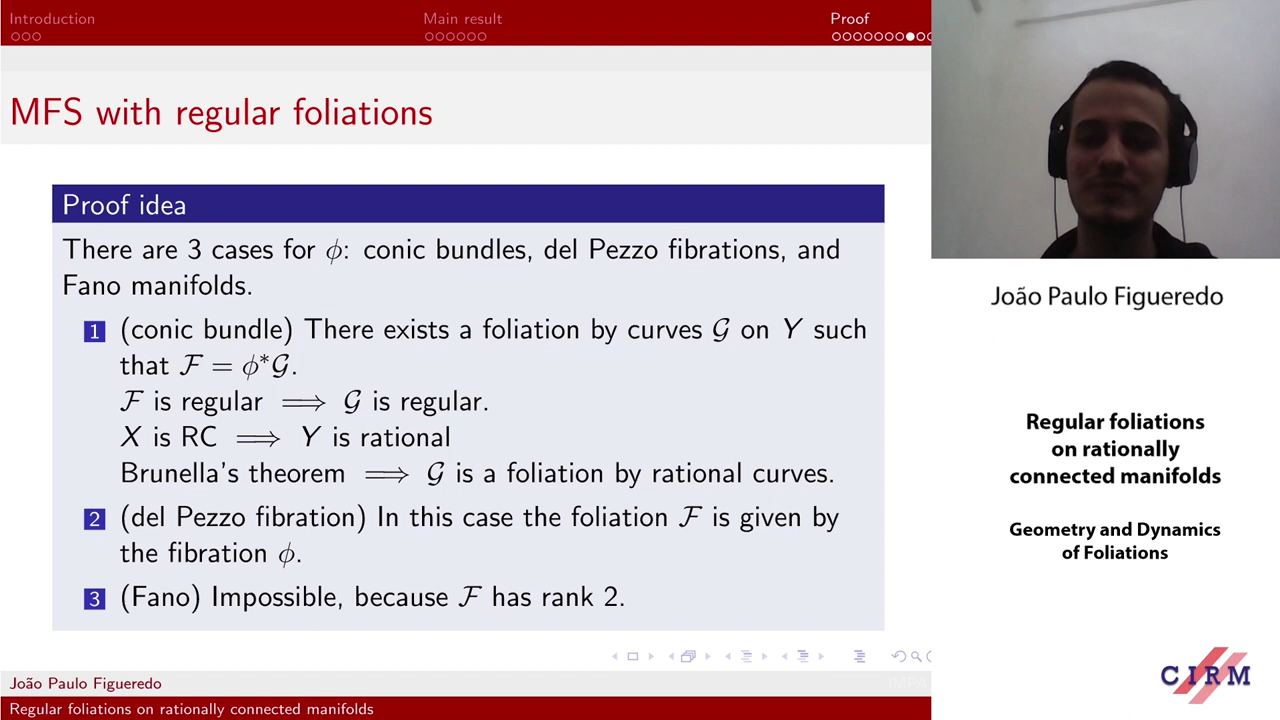 Introduction
Main result
Proof
MFS with regular foliations
Proof idea
There are 3 cases for ϕ: conic bundles, del Pezzo fibrations, and
Fano manifolds.
1 (conic bundle) There exists a foliation by curves 𝒢 on Y such
that ℱ = ϕ*𝒢.
ℱ is regular ⟹ 𝒢 is regular.
X is RC ⟹ Y is rational
Brunella's theorem ⟹ 𝒢 is a foliation by rational curves.
2 (del Pezzo fibration) In this case the foliation ℱ is given by
the fibration ϕ.
3 (Fano) Impossible, because ℱ has rank 2.
João Paulo Figueredo
IMPA
Regular foliations on rationally connected manifolds
João Paulo Figueredo
Regular foliations
on rationally
connected manifolds
Geometry and Dynamics
of Foliations
CIRM